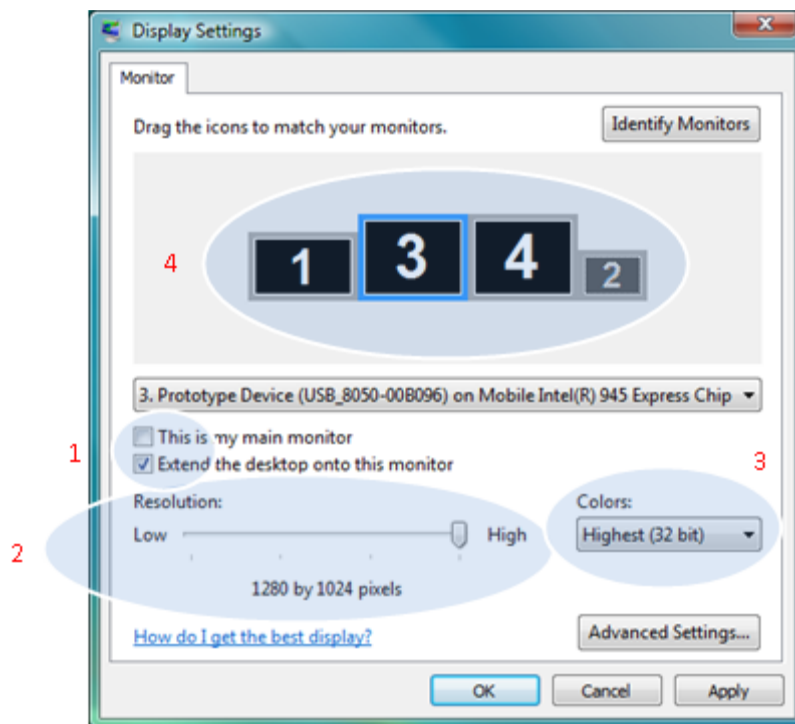 Display Settings
Monitor
Drag the icons to match your monitors.
Identify Monitors
4
1
3
4
2
3. Prototype Device (USB_8050-00B096) on Mobile Intel(R) 945 Express Chip
1
This is my main monitor
Extend the desktop onto this monitor
3
2
Resolution:
Low
High
1280 by 1024 pixels
Colors:
Highest (32 bit)
How do I get the best display?
Advanced Settings...
OK
Cancel
Apply